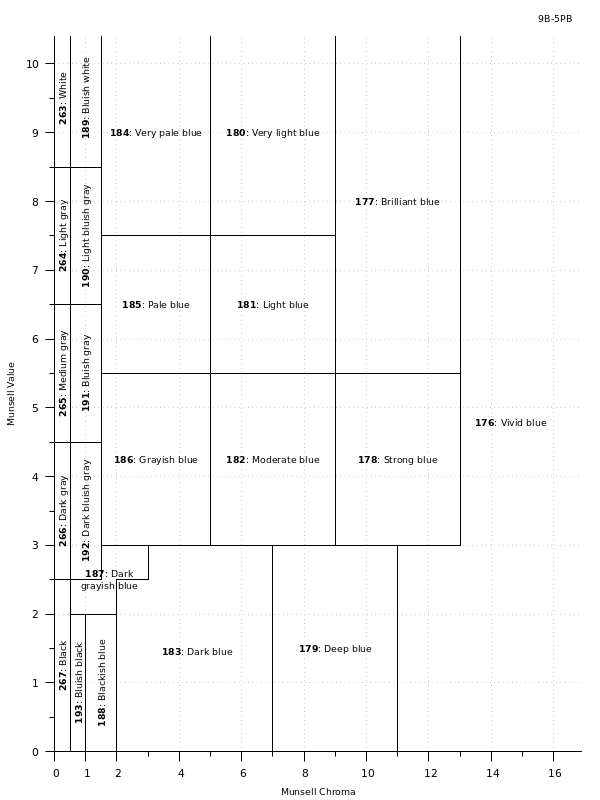 9B-5PB
10
9
8
7
6
5
4
3
2
1
0
Munsell Value
263: White
189: Bluish white
184: Very pale blue
180: Very light blue
177: Brilliant blue
264: Light gray
190: Light bluish gray
185: Pale blue
181: Light blue
265: Medium gray
191: Bluish gray
176: Vivid blue
186: Grayish blue
182: Moderate blue
178: Strong blue
266: Dark gray
192: Dark bluish gray
187: Dark
grayish blue
267: Black
193: Bluish black
188: Blackish blue
183: Dark blue
179: Deep blue
0 1 2 4 6 8 10 12 14 16
Munsell Chroma